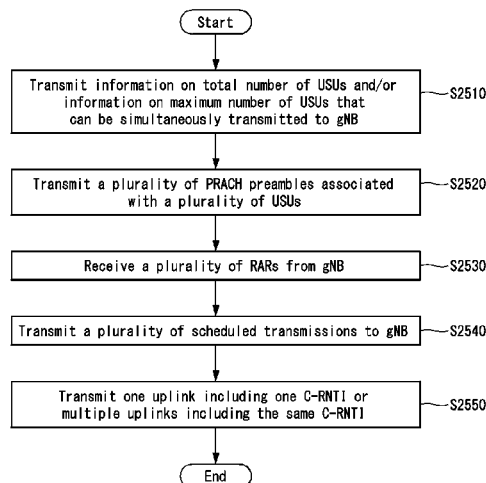 Start
Transmit information on total number of USUs and/or
information on maximum number of USUs that
can be simultaneously transmitted to gNB
S2510
Transmit a plurality of PRACH preambles associated
with a plurality of USUs
S2520
Receive a plurality of RARs from gNB
S2530
Transmit a plurality of scheduled transmissions to gNB
S2540
Transmit one uplink including one C-RNTI or
multiple uplinks including the same C-RNTI
S2550
End